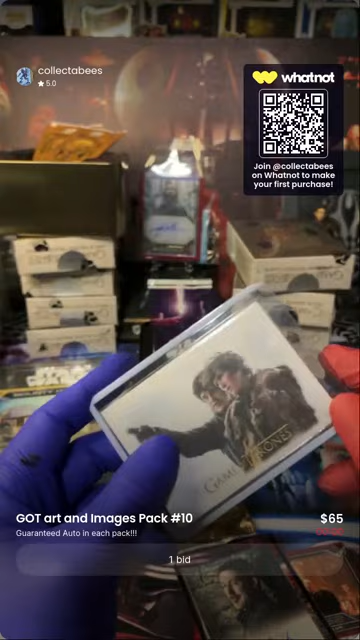 collectabees
★ 5.0
whatnot
Join @collectabees
on Whatnot to make
your first purchase!
GAME THRONES
GOT art and Images Pack #10
$65
Guaranteed Auto in each pack!!!
1 bid